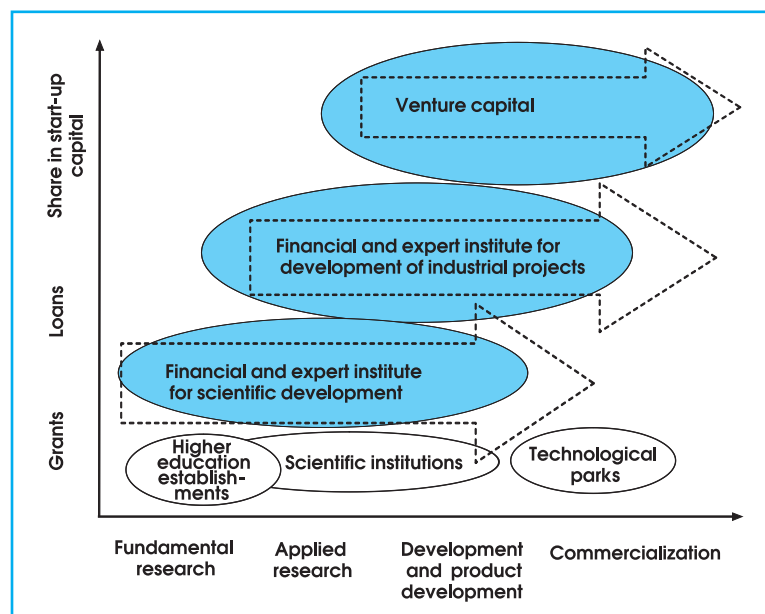 Share in start-up
capital
Loans
Grants
Venture capital
Financial and expert institute for
development of industrial projects
Financial and expert institute
for scientific development
Higher
education
establish-
ments
Scientific institutions
Technological
parks
Fundamental
research
Applied
research
Development
and product
development
Commercialization